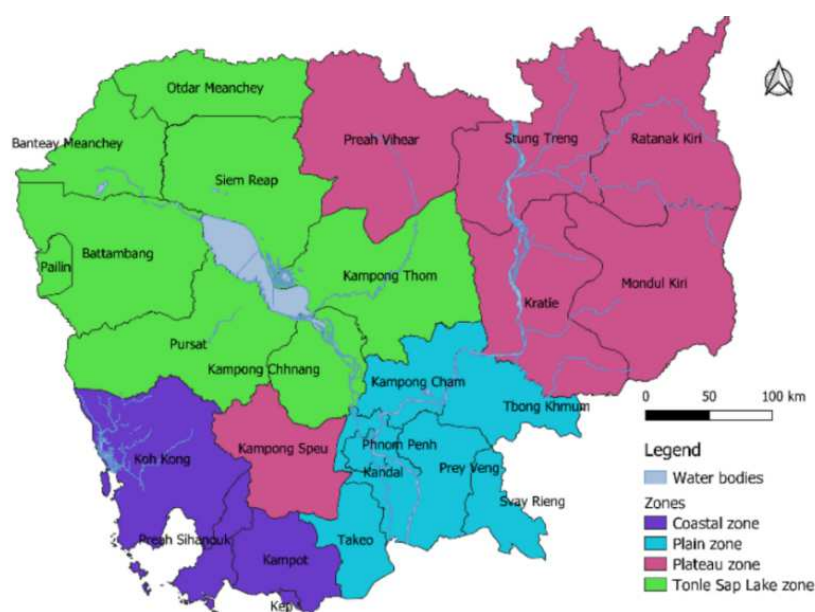 Otdar Meanchey
Banteay Meanchey
Preah Vihear
Stung Treng
Ratanak Kiri
Siem Reap
Battambang
Pailin
Kampong Thom
Mondul Kiri
Kratie
Pursat
Kampong Chhnang
Kampong Cham
Tbong Khmum
0 50 100 km
Koh Kong
Kampong Speu
Phnom Penh
Kandal
Prey Veng
Svay Rieng
Preah Sihanouk
Kampot
Takeo
Kep
Legend
Water bodies
Zones
Coastal zone
Plain zone
Plateau zone
Tonle Sap Lake zone